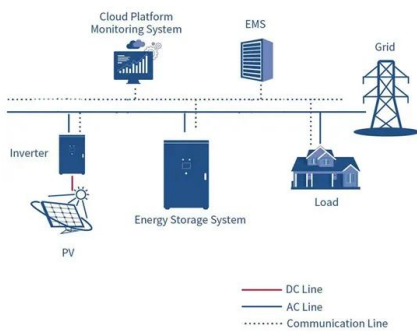 Cloud Platform
Monitoring System
EMS
Grid
Inverter
Energy Storage System
Load
PV
DC Line
AC Line
Communication Line